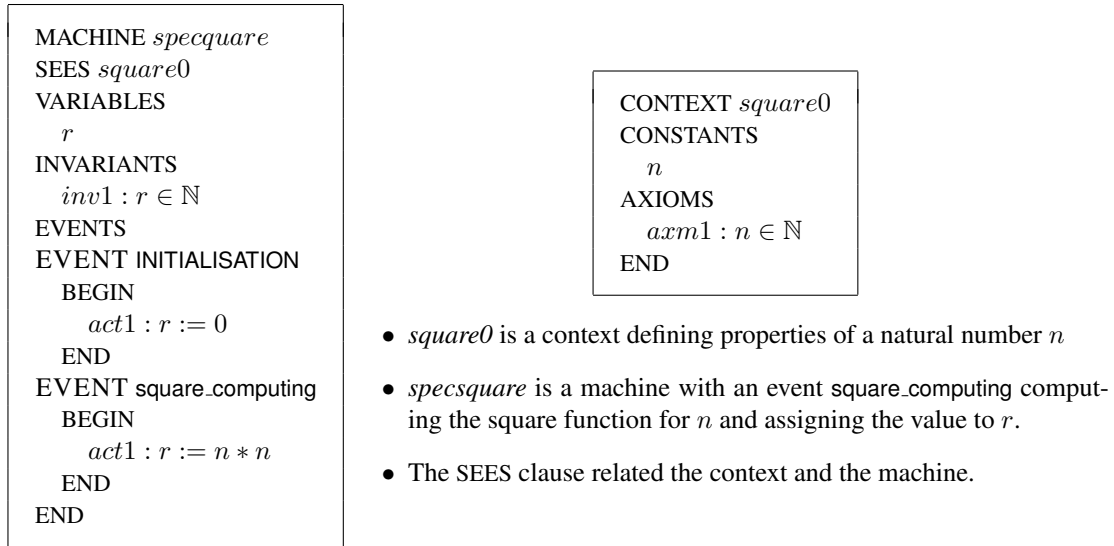 MACHINE specquare
SEES square0
VARIABLES
r
INVARIANTS
inv1 : r ∈ ℕ
EVENTS
EVENT INITIALISATION
BEGIN
act1 : r := 0
END
EVENT square_computing
BEGIN
act1 : r := n ∗ n
END
END
CONTEXT square0
CONSTANTS
n
AXIOMS
axm1 : n ∈ ℕ
END
• square0 is a context defining properties of a natural number n
• specsquare is a machine with an event square_computing comput-
ing the square function for n and assigning the value to r.
• The SEES clause related the context and the machine.